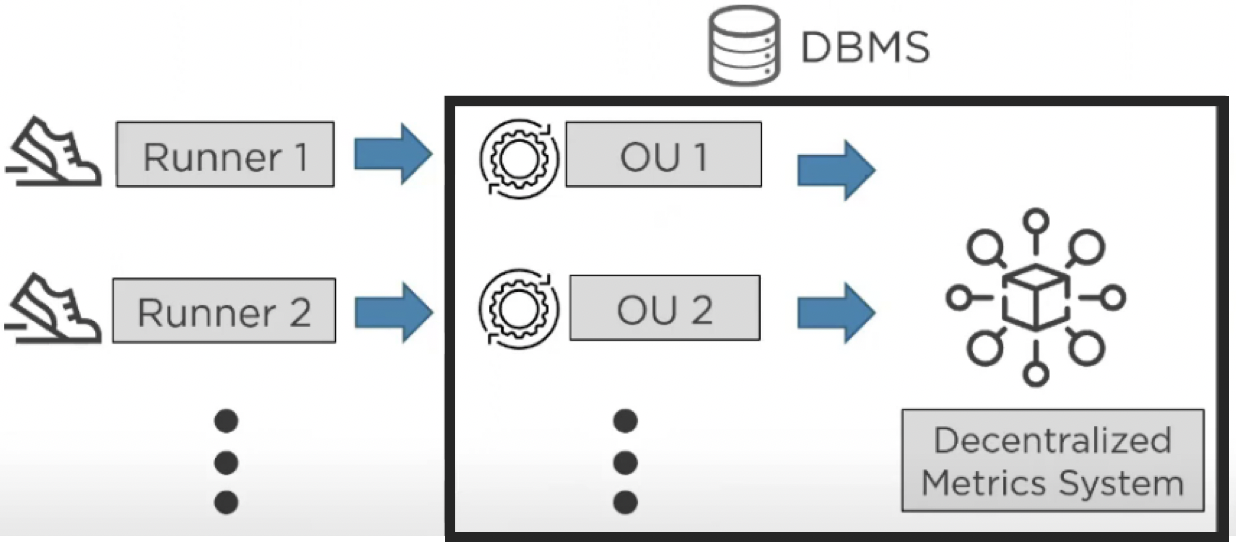 DBMS
Runner 1
OU 1
Runner 2
OU 2
Decentralized
Metrics System